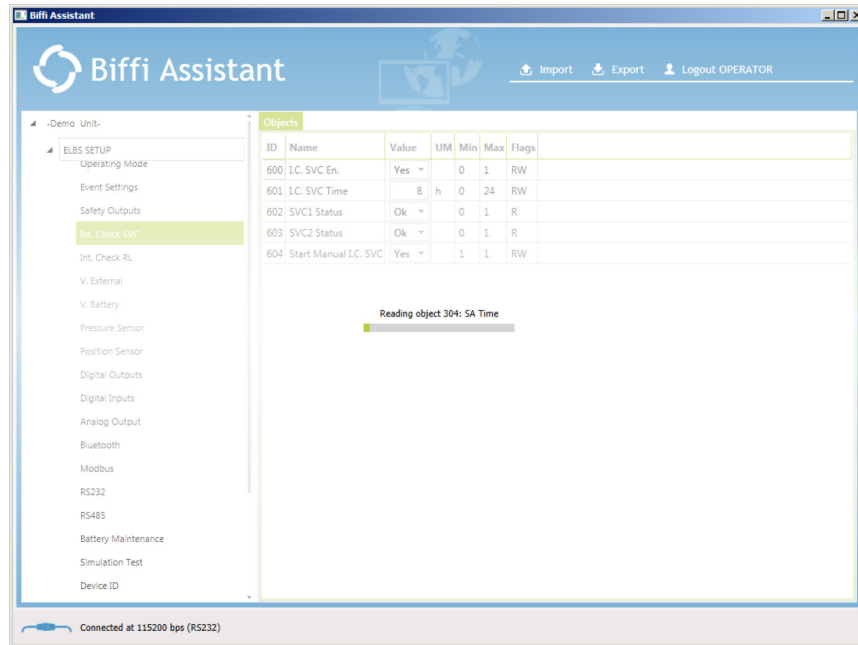 Biffi Assistant
Biffi Assistant
Import Export Logout OPERATOR
-Demo Unit-
ELBS SETUP
Operating Mode
Event Settings
Safety Outputs
Int. Check SVC
Int. Check RL
V. External
V. Battery
Pressure Sensor
Position Sensor
Digital Outputs
Digital Inputs
Analog Output
Bluetooth
Modbus
RS232
RS485
Battery Maintenance
Simulation Test
Device ID
Objects
ID Name Value UM Min Max Flags
600 I.C. SVC En. Yes 0 1 RW
601 I.C. SVC Time 8 h 0 24 RW
602 SVC1 Status Ok 0 1 R
603 SVC2 Status Ok 0 1 R
604 Start Manual I.C. SVC Yes 1 1 RW
Reading object 304: SA Time
Connected at 115200 bps (RS232)